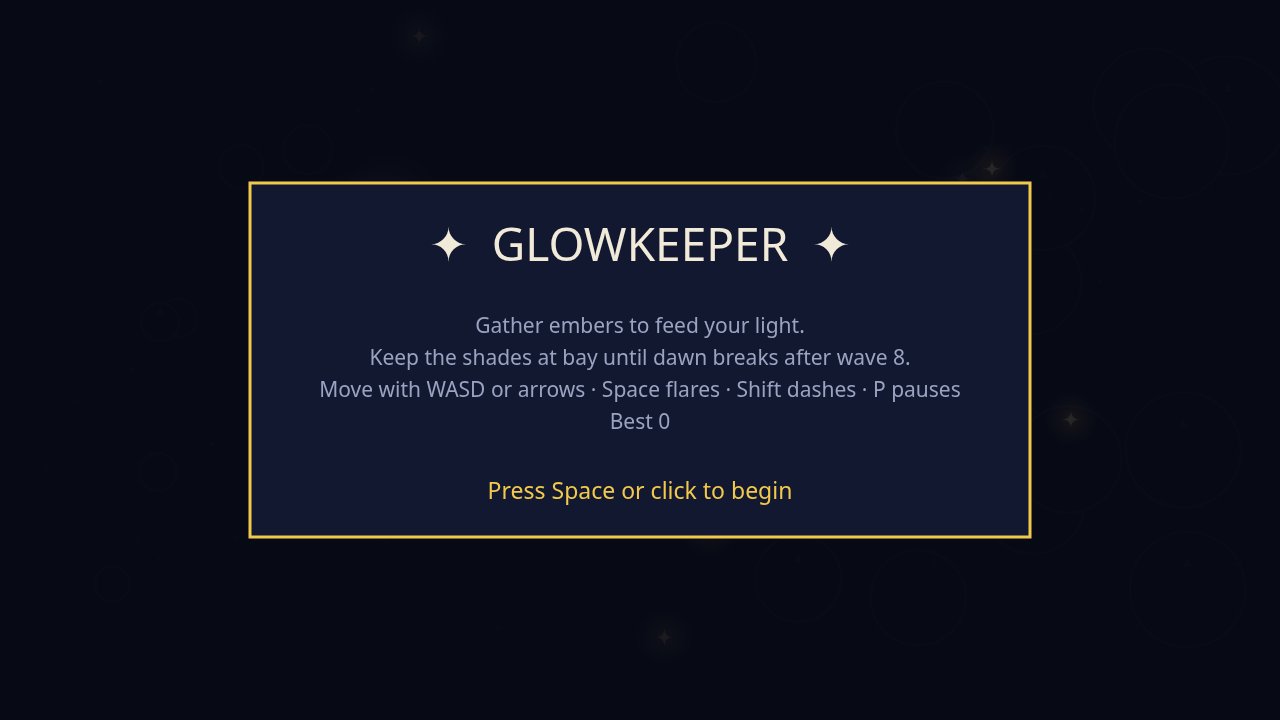 ✦ GLOWKEEPER ✦
Gather embers to feed your light.
Keep the shades at bay until dawn breaks after wave 8.
Move with WASD or arrows · Space flares · Shift dashes · P pauses
Best 0
Press Space or click to begin